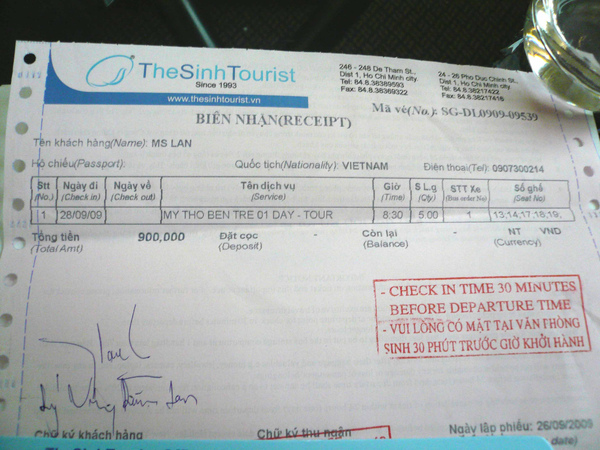 TheSinhTourist
Since 1993
www.thesinhtourist.vn
246 - 248 De Tham St.,
Dist 1, Ho Chi Minh city
Tel: 84.8.38389593
Fax: 84.8.38369322
24 - 26 Pho Duc Chinh St.,
Dist 1, Ho Chi Minh city
Tel: 84.8.38217422
Fax: 84.8.38217416
Mã vé(No.): SG-DL0909-09539
BIÊN NHẬN(RECEIPT)
Tên khách hàng(Name): MS LAN
Hộ chiếu(Passport): Quốc tịch(Nationality): VIETNAM Điện thoại(Tel): 0907300214
Stt Ngày đi Ngày về Tên dịch vụ Giờ S L.g STT Xe Số ghế
(No.) (Check in) (Check out) (Service) (Time) (Qty) (Bus order No) (Seat No)
1 28/09/09 MY THO BEN TRE 01 DAY - TOUR 8:30 5.00 1 13,14,17,18,19,
Tổng tiền 900,000 Đặt cọc - Còn lại - NT VND
(Total Amt) (Deposit) (Balance) (Currency)
- CHECK IN TIME 30 MINUTES
BEFORE DEPARTURE TIME
- VUI LÒNG CÓ MẶT TẠI VĂN PHÒNG
SINH 30 PHÚT TRƯỚC GIỜ KHỞI HÀNH
Lan
Chữ ký khách hàng Chữ ký thu ngân Ngày lập phiếu: 26/09/2009
date)